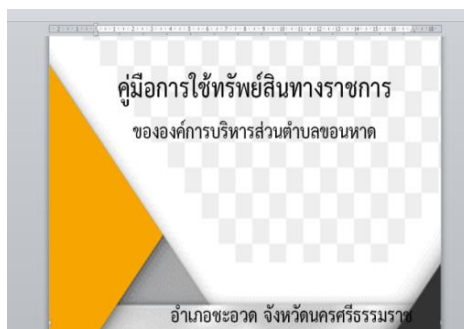 คู่มือการใช้ทรัพย์สินทางราชการ
ขององค์การบริหารส่วนตำบลขอนหาด
อำเภอชะอวด จังหวัดนครศรีธรรมราช